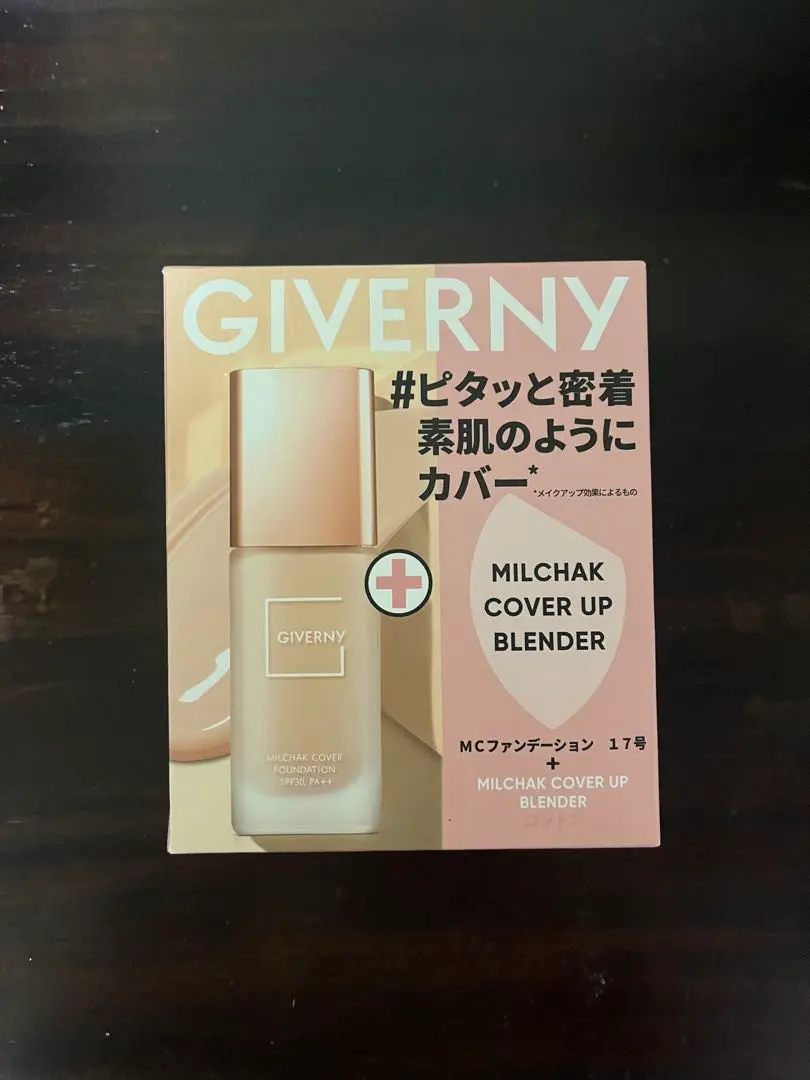 GIVERNY
#ピタッと密着
素肌のように
カバー*
*メイクアップ効果によるもの
MILCHAK
COVER UP
BLENDER
GIVERNY
MILCHAK COVER
FOUNDATION
SPF30, PA++
MCファンデーション　17号
+
MILCHAK COVER UP
BLENDER